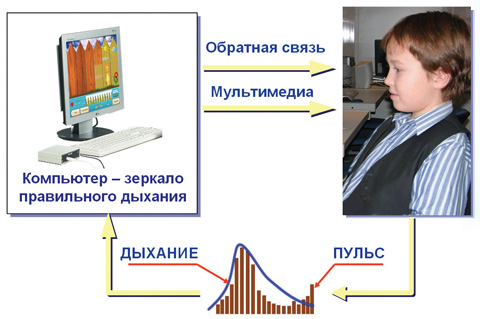 Обратная связь
Мультимедиа
Компьютер – зеркало
правильного дыхания
ДЫХАНИЕ
ПУЛЬС